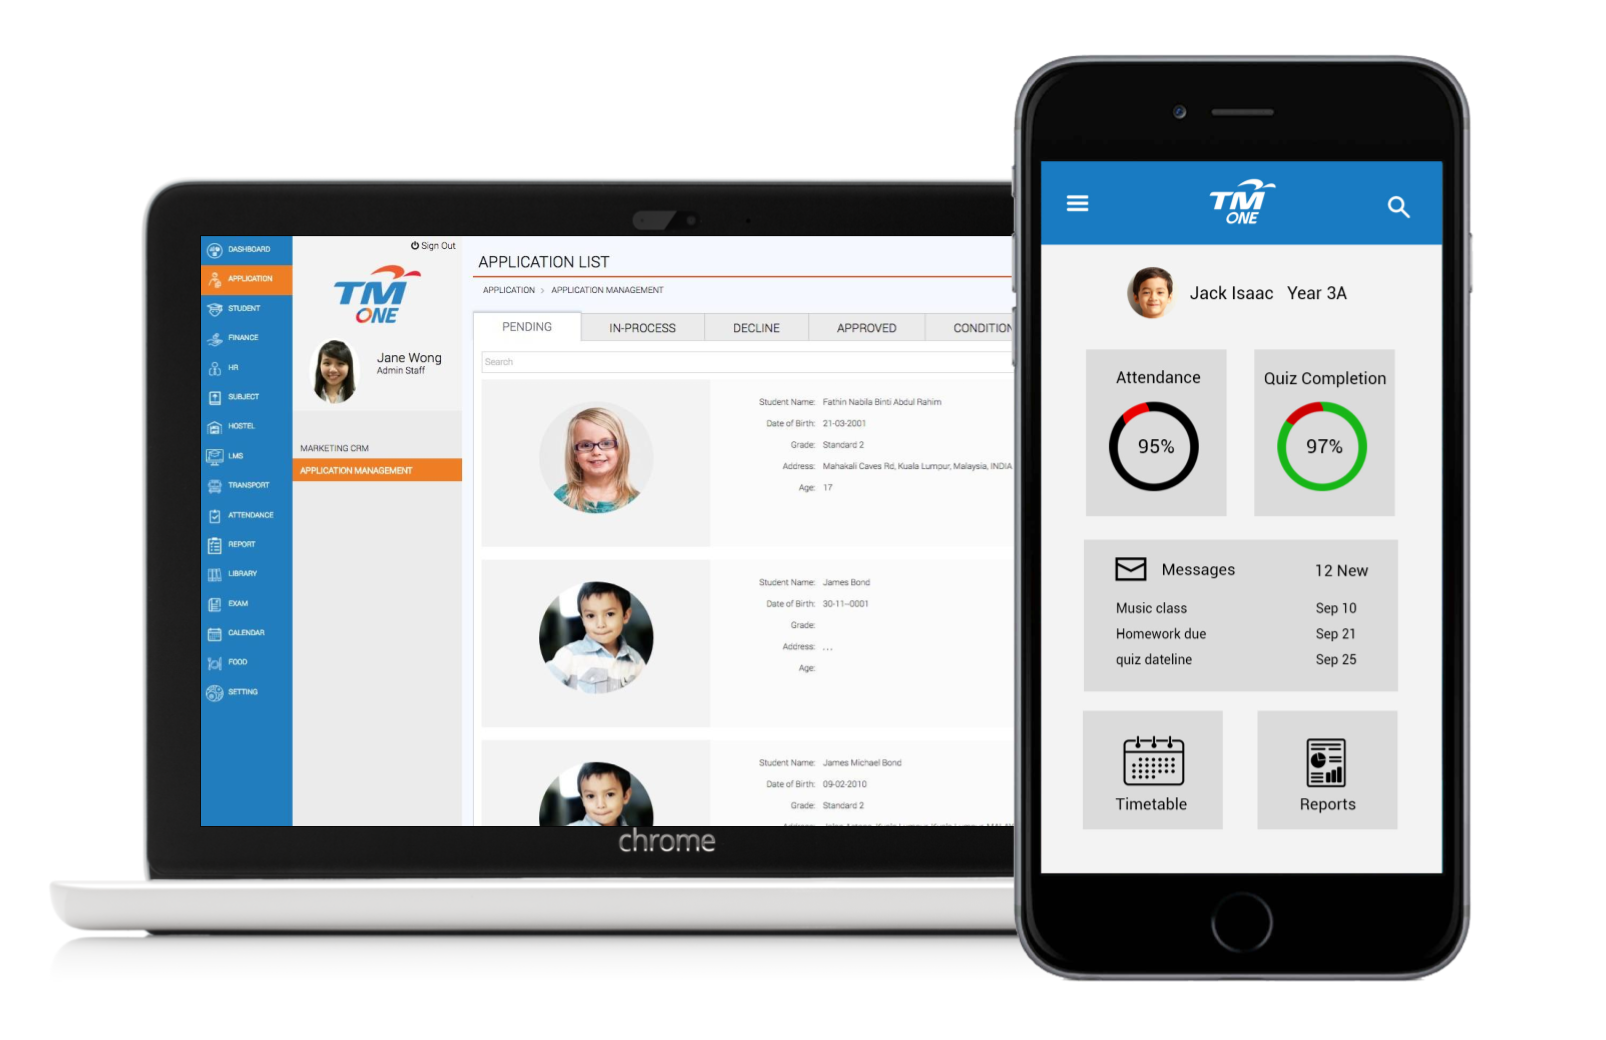 DASHBOARD
APPLICATION
STUDENT
FINANCE
HR
SUBJECT
HOSTEL
LMS
TRANSPORT
ATTENDANCE
REPORT
LIBRARY
EXAM
CALENDAR
FOOD
SETTING
Sign Out
TM
ONE
Jane Wong
Admin Staff
MARKETING CRM
APPLICATION MANAGEMENT
APPLICATION LIST
APPLICATION > APPLICATION MANAGEMENT
PENDING IN-PROCESS DECLINE APPROVED CONDITION
Search
Student Name: Fathin Nabila Binti Abdul Rahim
Date of Birth: 21-03-2001
Grade: Standard 2
Address: Mahakali Caves Rd, Kuala Lumpur, Malaysia, INDIA
Age: 17
Student Name: James Bond
Date of Birth: 30-11--0001
Grade:
Address: ...
Age:
Student Name: James Michael Bond
Date of Birth: 09-02-2010
Grade: Standard 2
chrome
TM
ONE
Jack Isaac Year 3A
Attendance
95%
Quiz Completion
97%
Messages 12 New
Music class Sep 10
Homework due Sep 21
quiz dateline Sep 25
Timetable
Reports